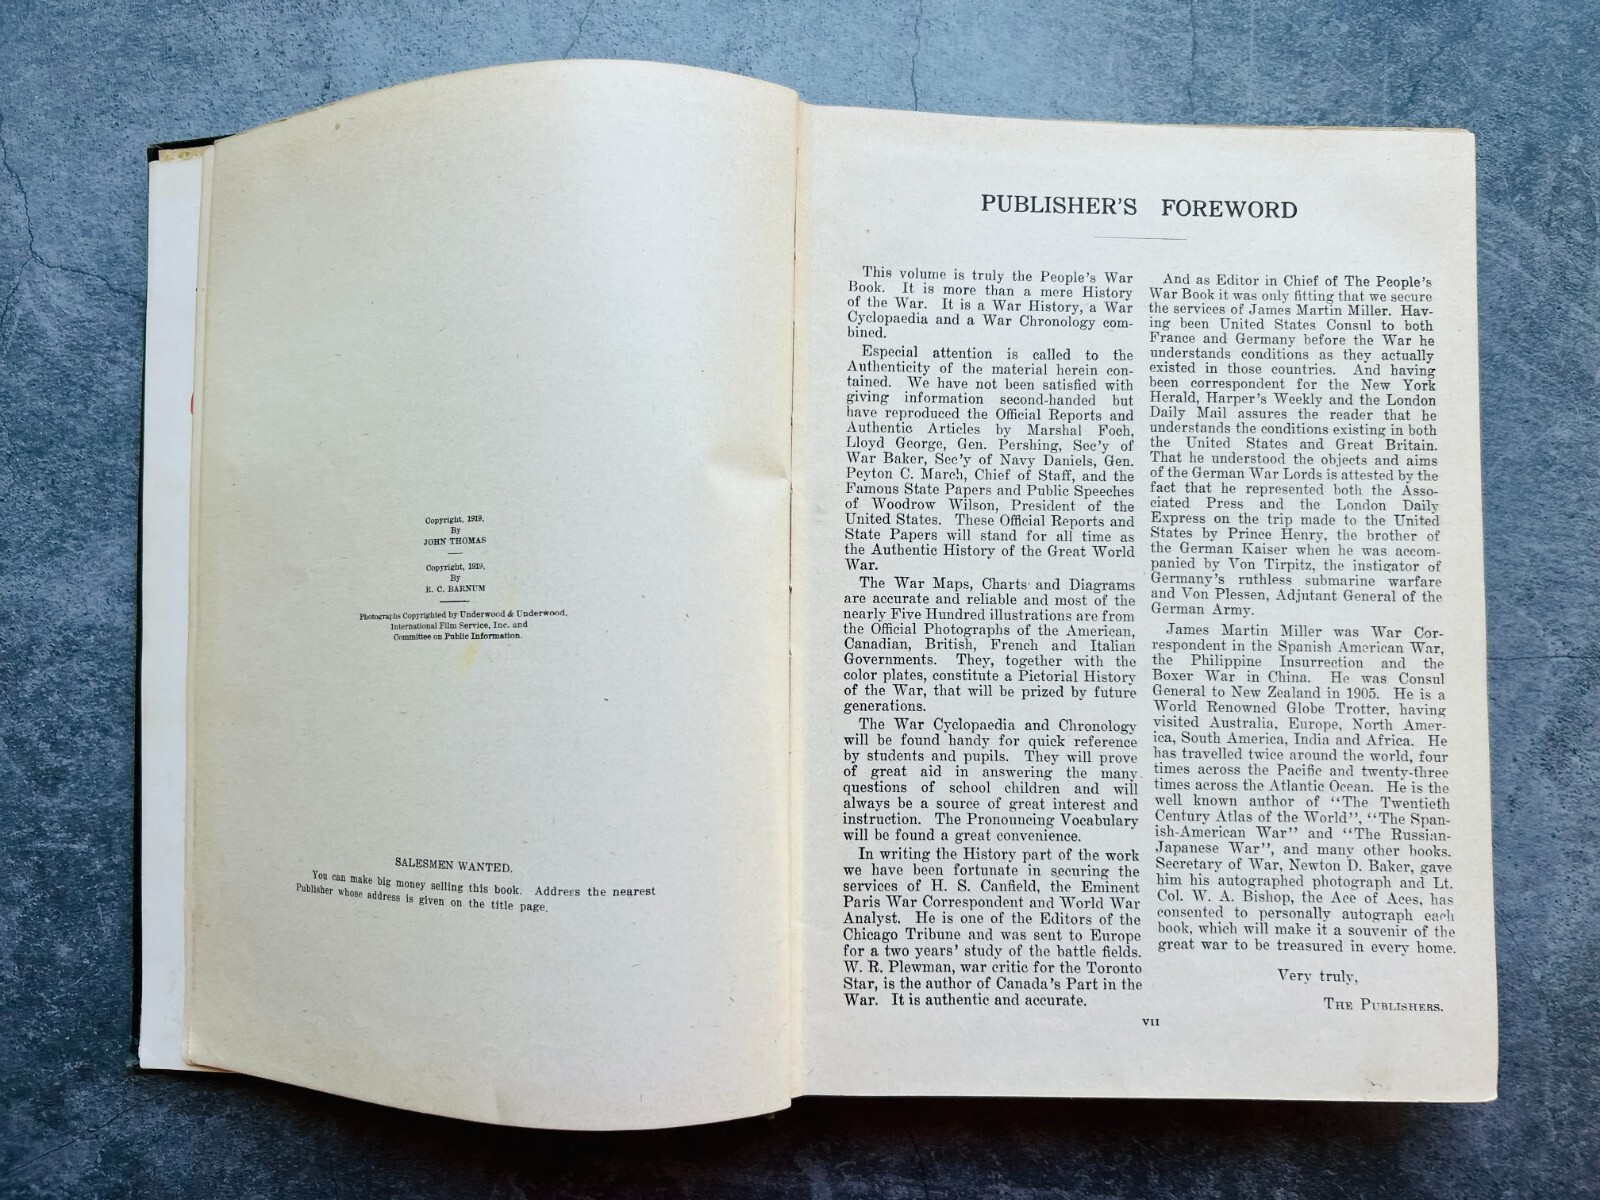 Copyright, 1919,
By
JOHN THOMAS
Copyright, 1919,
By
R. C. BARNUM
Photographs Copyrighted by Underwood & Underwood,
International Film Service, Inc. and
Committee on Public Information.
SALESMEN WANTED.
You can make big money selling this book. Address the nearest
Publisher whose address is given on the title page.
PUBLISHER'S FOREWORD
This volume is truly the People's War
Book. It is more than a mere History
of the War. It is a War History, a War
Cyclopaedia and a War Chronology com-
bined.
Especial attention is called to the
Authenticity of the material herein con-
tained. We have not been satisfied with
giving information second-handed but
have reproduced the Official Reports and
Authentic Articles by Marshal Foch,
Lloyd George, Gen. Pershing, Sec'y of
War Baker, Sec'y of Navy Daniels, Gen.
Peyton C. March, Chief of Staff, and the
Famous State Papers and Public Speeches
of Woodrow Wilson, President of the
United States. These Official Reports and
State Papers will stand for all time as
the Authentic History of the Great World
War.
The War Maps, Charts and Diagrams
are accurate and reliable and most of the
nearly Five Hundred illustrations are from
the Official Photographs of the American,
Canadian, British, French and Italian
Governments. They, together with the
color plates, constitute a Pictorial History
of the War, that will be prized by future
generations.
The War Cyclopaedia and Chronology
will be found handy for quick reference
by students and pupils. They will prove
of great aid in answering the many
questions of school children and will
always be a source of great interest and
instruction. The Pronouncing Vocabulary
will be found a great convenience.
In writing the History part of the work
we have been fortunate in securing the
services of H. S. Canfield, the Eminent
Paris War Correspondent and World War
Analyst. He is one of the Editors of the
Chicago Tribune and was sent to Europe
for a two years' study of the battle fields.
W. R. Plewman, war critic for the Toronto
Star, is the author of Canada's Part in the
War. It is authentic and accurate.
And as Editor in Chief of The People's
War Book it was only fitting that we secure
the services of James Martin Miller. Hav-
ing been United States Consul to both
France and Germany before the War he
understands conditions as they actually
existed in those countries. And having
been correspondent for the New York
Herald, Harper's Weekly and the London
Daily Mail assures the reader that he
understands the conditions existing in both
the United States and Great Britain.
That he understood the objects and aims
of the German War Lords is attested by the
fact that he represented both the Asso-
ciated Press and the London Daily
Express on the trip made to the United
States by Prince Henry, the brother of
the German Kaiser when he was accom-
panied by Von Tirpitz, the instigator of
Germany's ruthless submarine warfare
and Von Plessen, Adjutant General of the
German Army.
James Martin Miller was War Cor-
respondent in the Spanish American War,
the Philippine Insurrection and the
Boxer War in China. He was Consul
General to New Zealand in 1905. He is a
World Renowned Globe Trotter, having
visited Australia, Europe, North Amer-
ica, South America, India and Africa. He
has travelled twice around the world, four
times across the Pacific and twenty-three
times across the Atlantic Ocean. He is the
well known author of "The Twentieth
Century Atlas of the World", "The Span-
ish-American War" and "The Russian-
Japanese War", and many other books.
Secretary of War, Newton D. Baker, gave
him his autographed photograph and Lt.
Col. W. A. Bishop, the Ace of Aces, has
consented to personally autograph each
book, which will make it a souvenir of the
great war to be treasured in every home.
Very truly,
THE PUBLISHERS.
VII